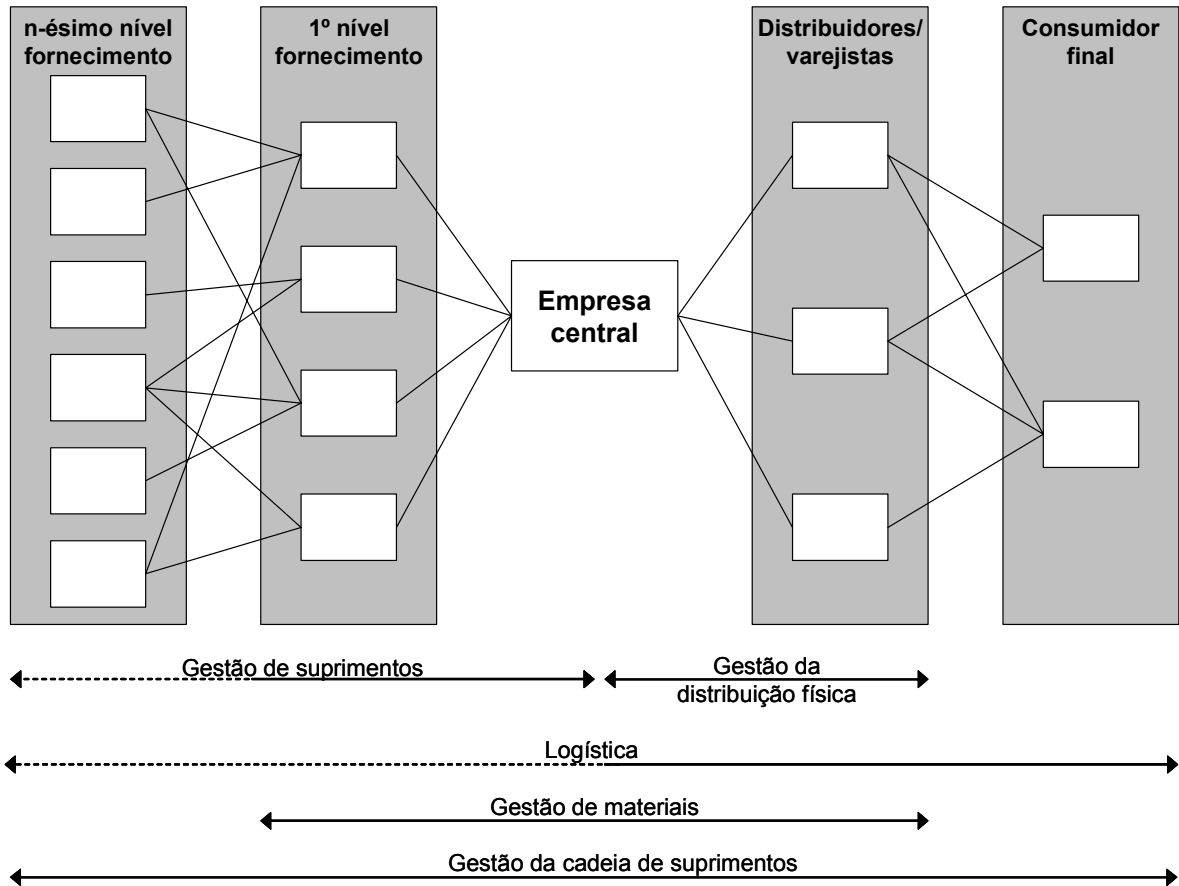 n-ésimo nível
fornecimento
1º nível
fornecimento
Distribuidores/
varejistas
Consumidor
final
Empresa
central
Gestão de suprimentos
Gestão da
distribuição física
Logística
Gestão de materiais
Gestão da cadeia de suprimentos